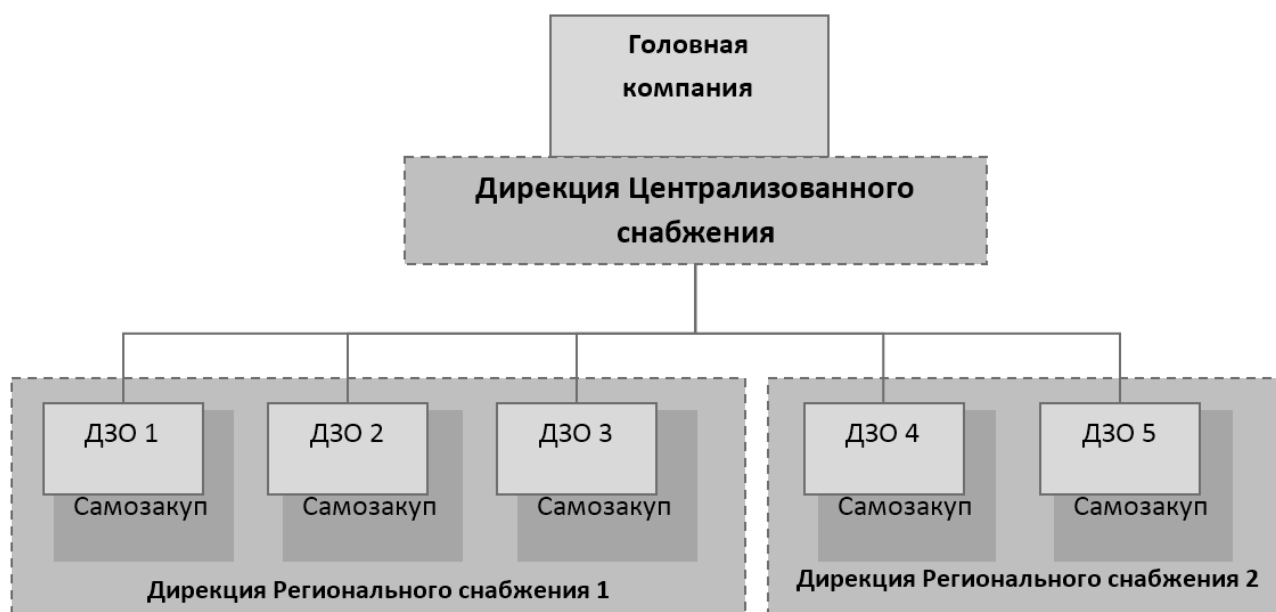 Головная
компания
Дирекция Централизованного
снабжения
ДЗО 1
ДЗО 2
ДЗО 3
ДЗО 4
ДЗО 5
Самозакуп
Самозакуп
Самозакуп
Самозакуп
Самозакуп
Дирекция Регионального снабжения 1
Дирекция Регионального снабжения 2